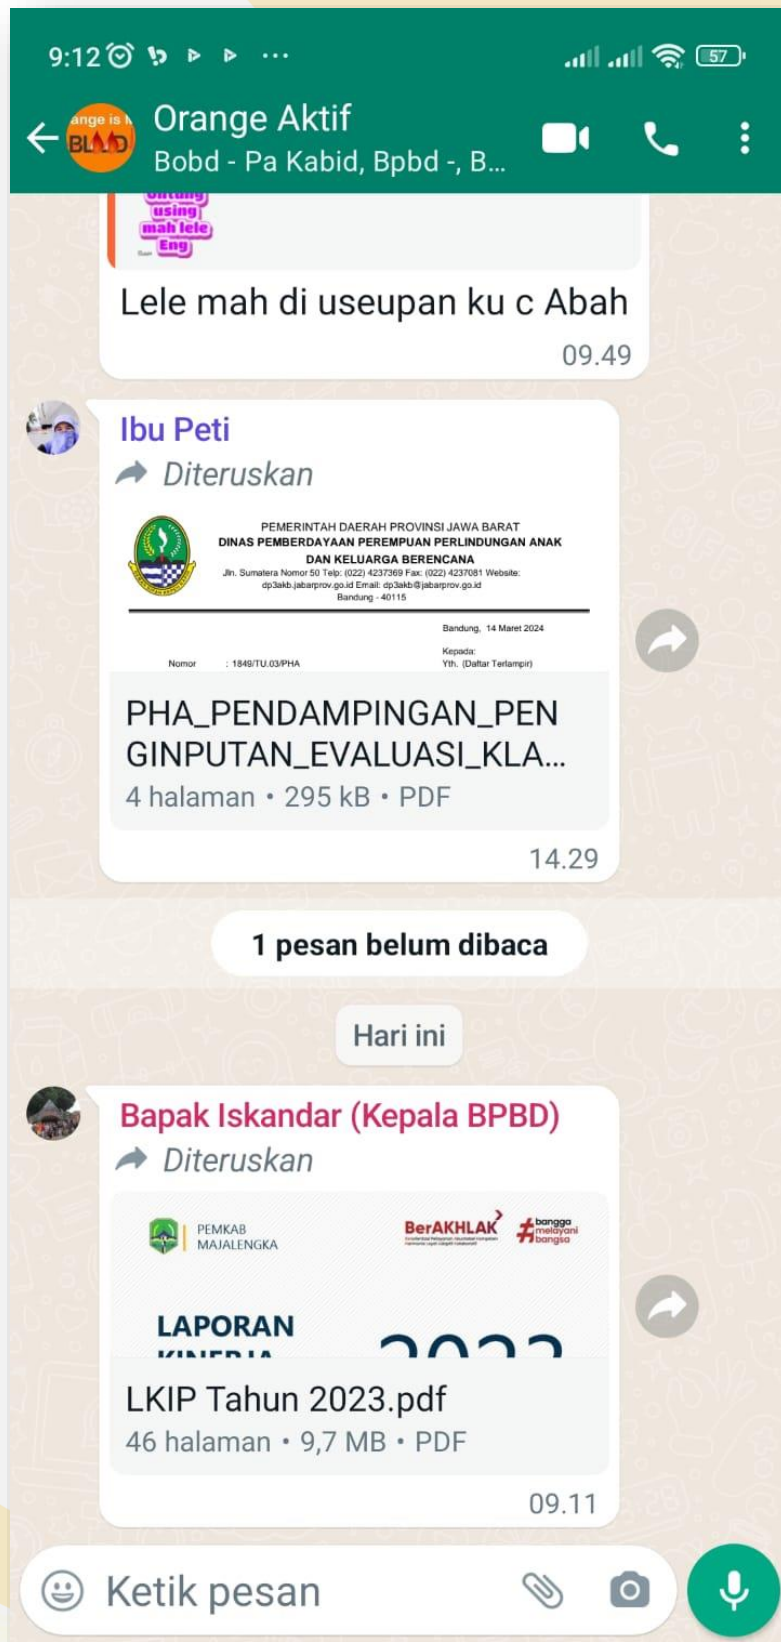 9:12
57
ange is
BL D
Orange Aktif
Bobd - Pa Kabid, Bpbd -, B...
using
mah lele
Eng
Lele mah di useupan ku c Abah
09.49
Ibu Peti
Diteruskan
PEMERINTAH DAERAH PROVINSI JAWA BARAT
DINAS PEMBERDAYAAN PEREMPUAN PERLINDUNGAN ANAK
DAN KELUARGA BERENCANA
Jln. Sumatera Nomor 50 Telp: (022) 4237369 Fax: (022) 4237081 Website:
dp3akb.jabarprov.go.id Email: dp3akb@jabarprov.go.id
Bandung - 40115
Bandung, 14 Maret 2024
Kepada:
Nomor : 1849/TU.03/PHA Yth. (Daftar Terlampir)
PHA_PENDAMPINGAN_PEN
GINPUTAN_EVALUASI_KLA...
4 halaman • 295 kB • PDF
14.29
1 pesan belum dibaca
Hari ini
Bapak Iskandar (Kepala BPBD)
Diteruskan
PEMKAB
MAJALENGKA
BerAKHLAK
bangga
melayani
bangsa
LAPORAN
KINERJA
2023
LKIP Tahun 2023.pdf
46 halaman • 9,7 MB • PDF
09.11
Ketik pesan